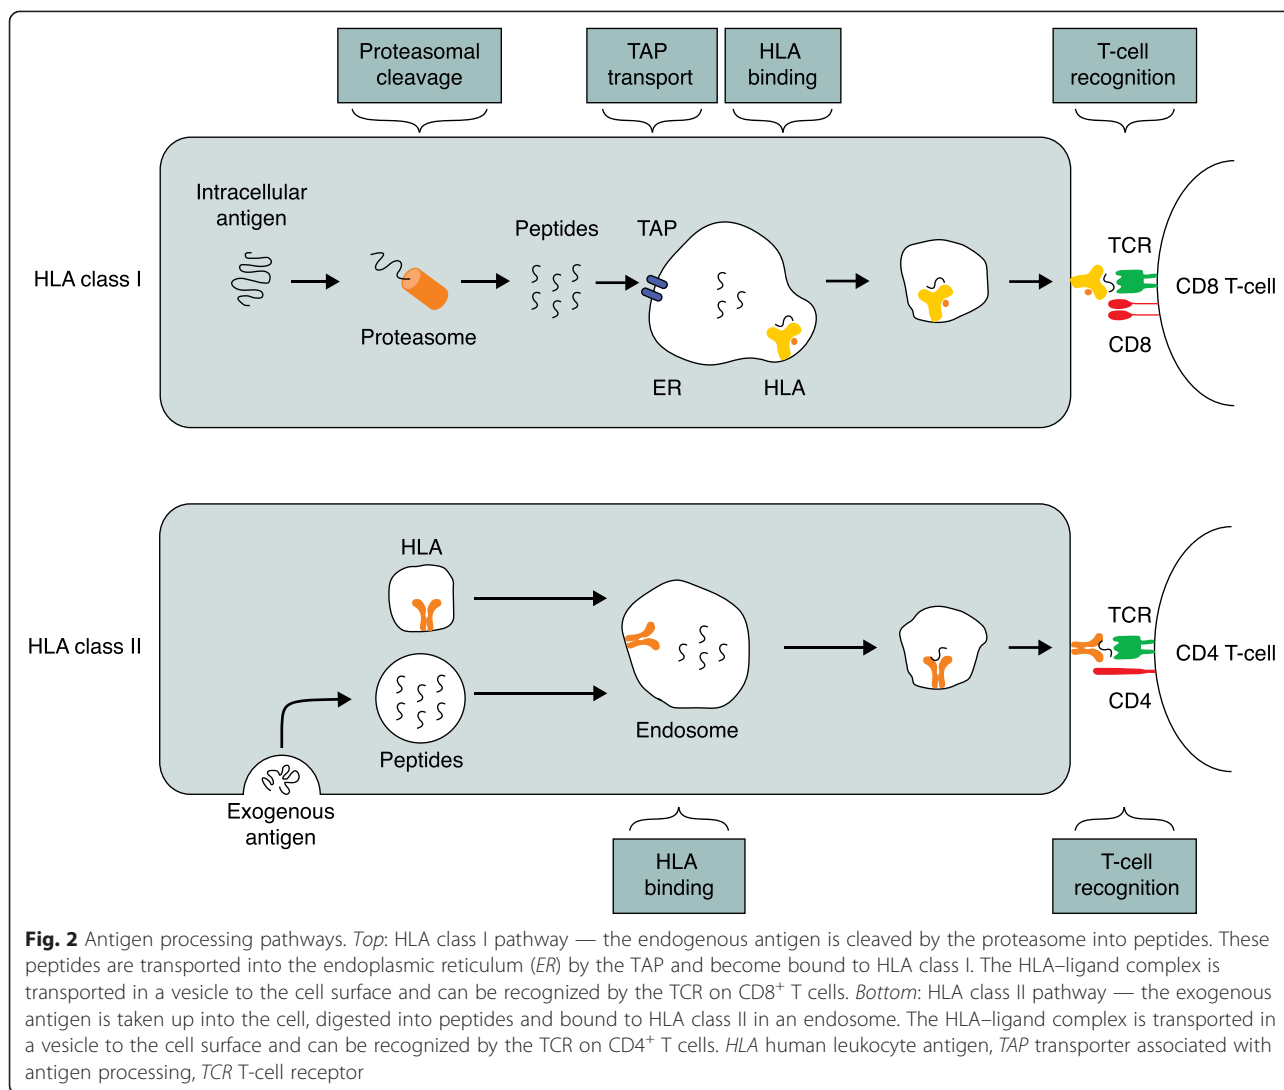 Proteasomal
cleavage
TAP
transport
HLA
binding
T-cell
recognition
HLA class I
Intracellular
antigen
Proteasome
Peptides
TAP
ER
HLA
TCR
CD8
CD8 T-cell
HLA class II
HLA
Peptides
Exogenous
antigen
Endosome
TCR
CD4
CD4 T-cell
HLA
binding
T-cell
recognition
Fig. 2 Antigen processing pathways. Top: HLA class I pathway — the endogenous antigen is cleaved by the proteasome into peptides. These
peptides are transported into the endoplasmic reticulum (ER) by the TAP and become bound to HLA class I. The HLA–ligand complex is
transported in a vesicle to the cell surface and can be recognized by the TCR on CD8⁺ T cells. Bottom: HLA class II pathway — the exogenous
antigen is taken up into the cell, digested into peptides and bound to HLA class II in an endosome. The HLA–ligand complex is transported in
a vesicle to the cell surface and can be recognized by the TCR on CD4⁺ T cells. HLA human leukocyte antigen, TAP transporter associated with
antigen processing, TCR T-cell receptor